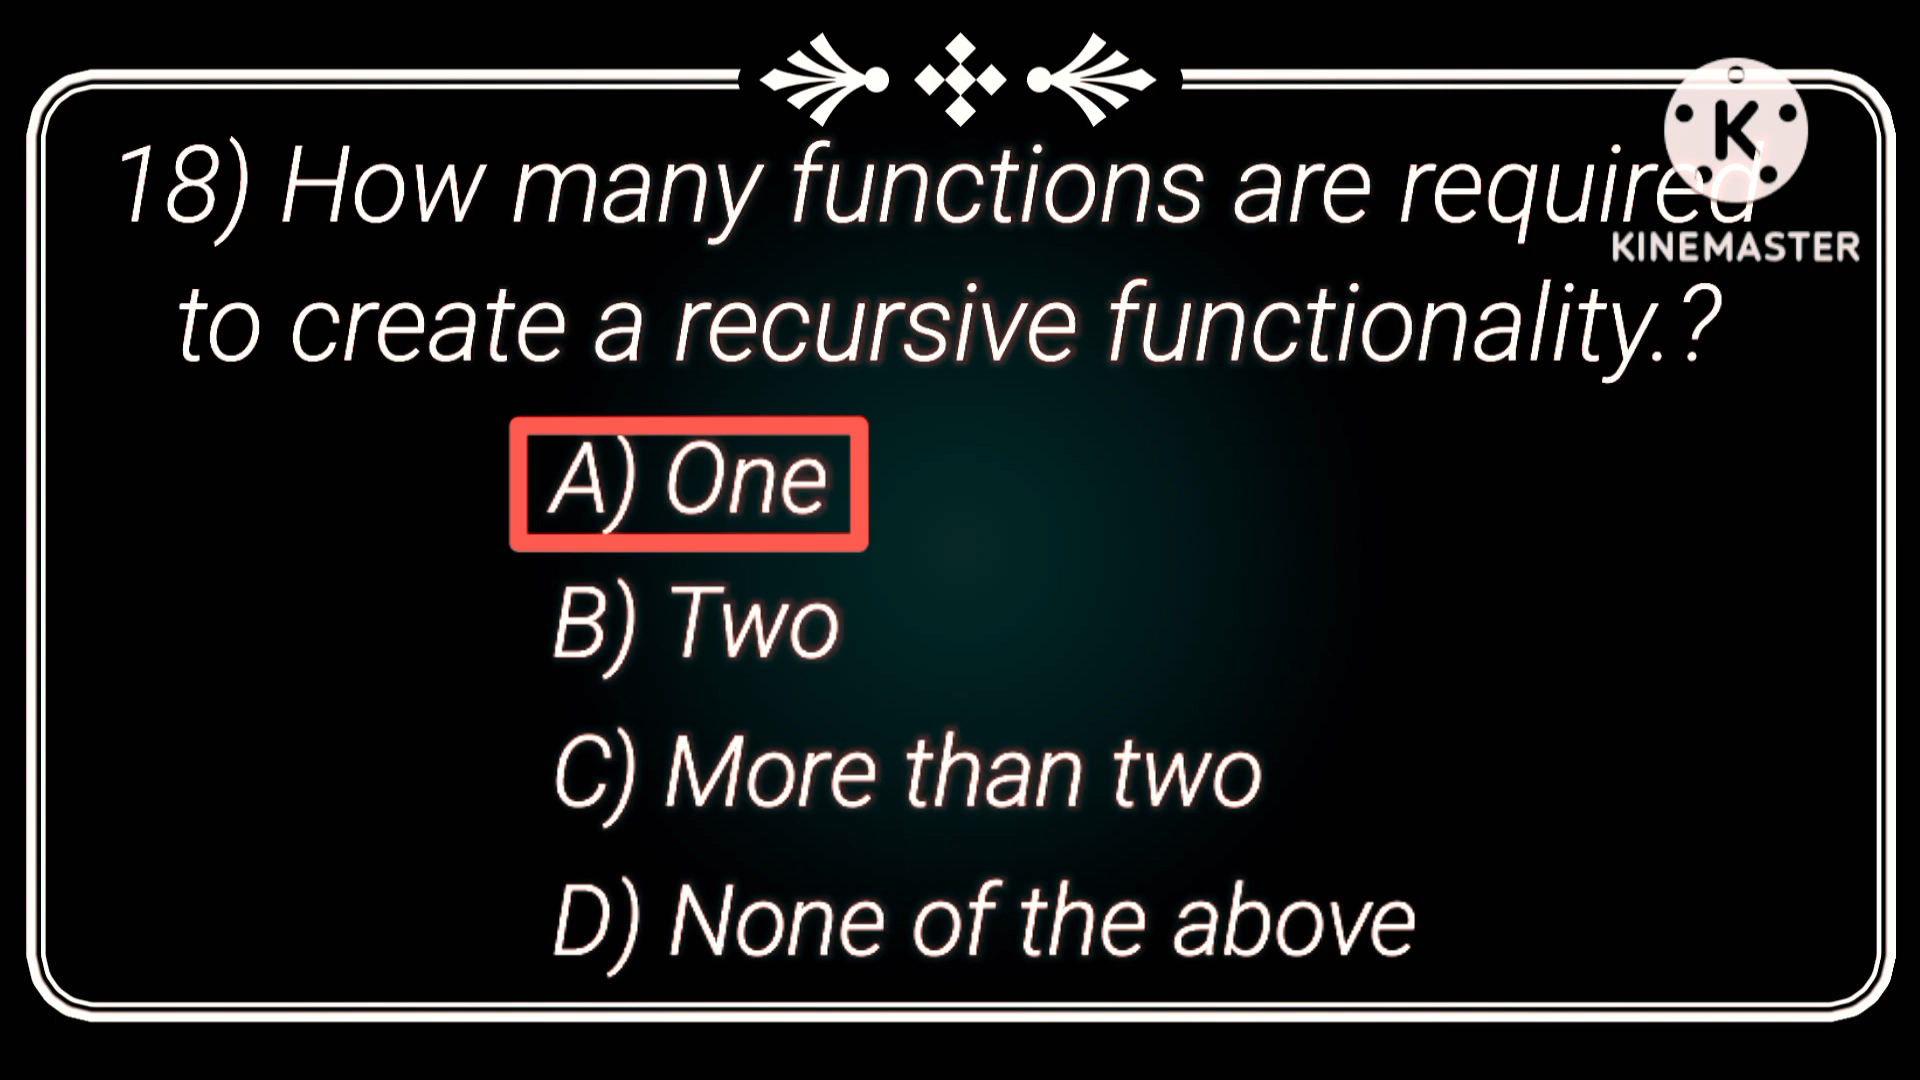 18) How many functions are required
K
KINEMASTER
to create a recursive functionality.?
A) One
B) Two
C) More than two
D) None of the above